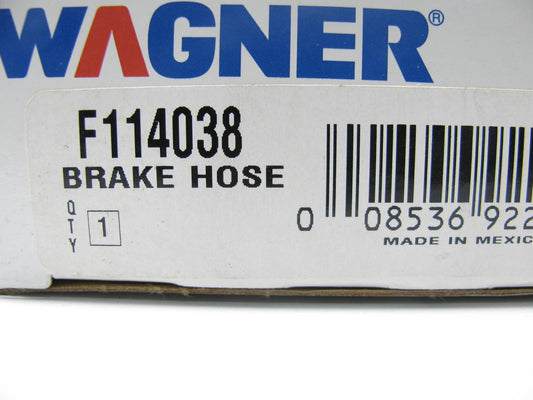 WAGNER®
F114038
BRAKE HOSE
QTY 1
0 08536 922
MADE IN MEXIC